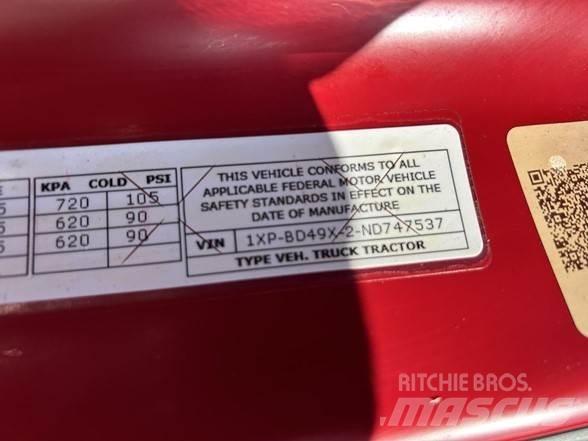 KPA COLD PSI
720 105
620 90
620 90
THIS VEHICLE CONFORMS TO ALL
APPLICABLE FEDERAL MOTOR VEHICLE
SAFETY STANDARDS IN EFFECT ON THE
DATE OF MANUFACTURE
VIN 1XP-BD49X-2-ND747537
TYPE VEH. TRUCK TRACTOR
RITCHIE BROS.
MASCUS